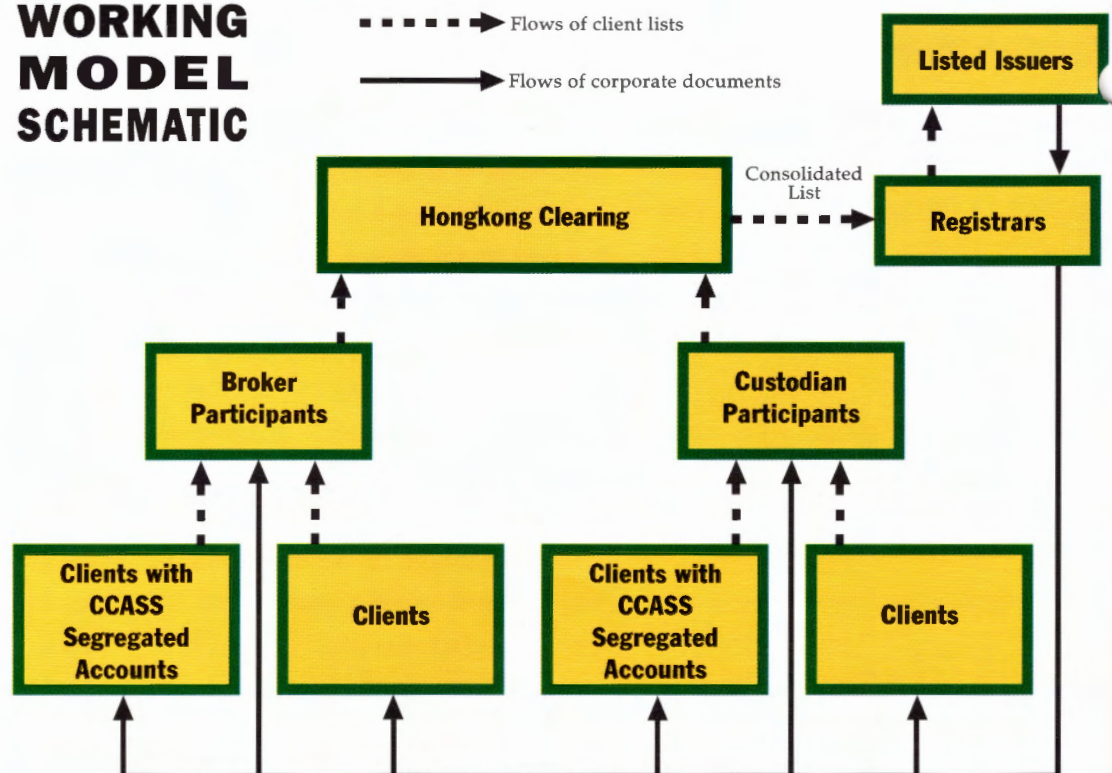 WORKING
MODEL
SCHEMATIC
Flows of client lists
Flows of corporate documents
Listed Issuers
Consolidated
List
Hongkong Clearing
Registrars
Broker
Participants
Custodian
Participants
Clients with
CCASS
Segregated
Accounts
Clients
Clients with
CCASS
Segregated
Accounts
Clients